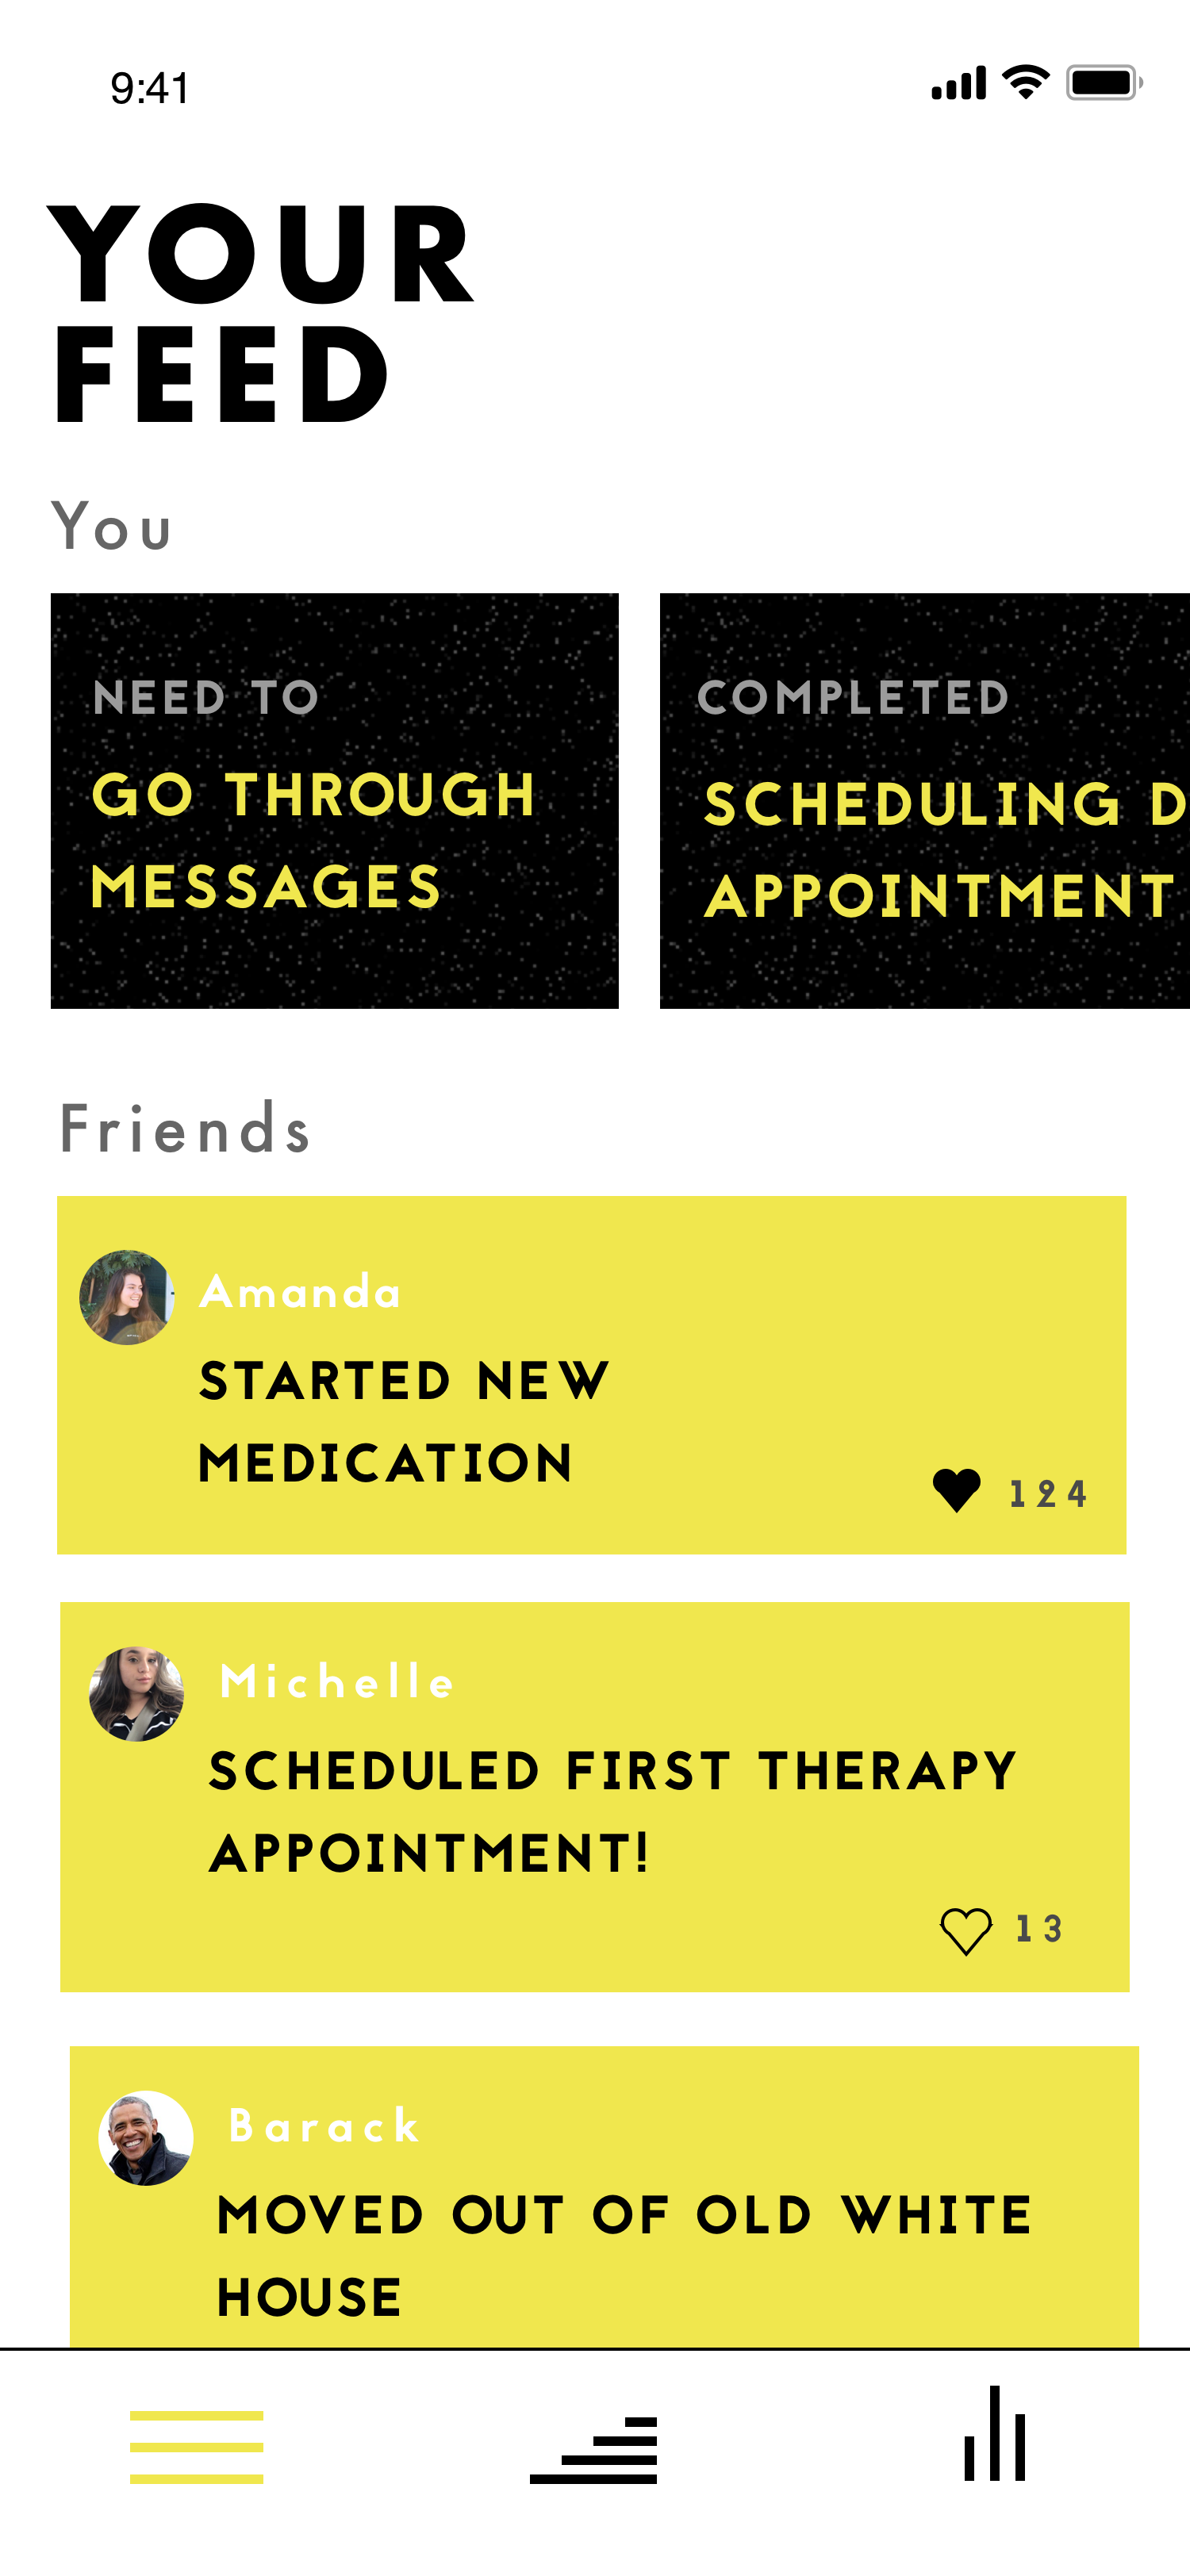 9:41
YOUR
FEED
You
NEED TO
GO THROUGH
MESSAGES
COMPLETED
SCHEDULING D
APPOINTMENT
Friends
Amanda
STARTED NEW
MEDICATION
124
Michelle
SCHEDULED FIRST THERAPY
APPOINTMENT!
13
Barack
MOVED OUT OF OLD WHITE
HOUSE